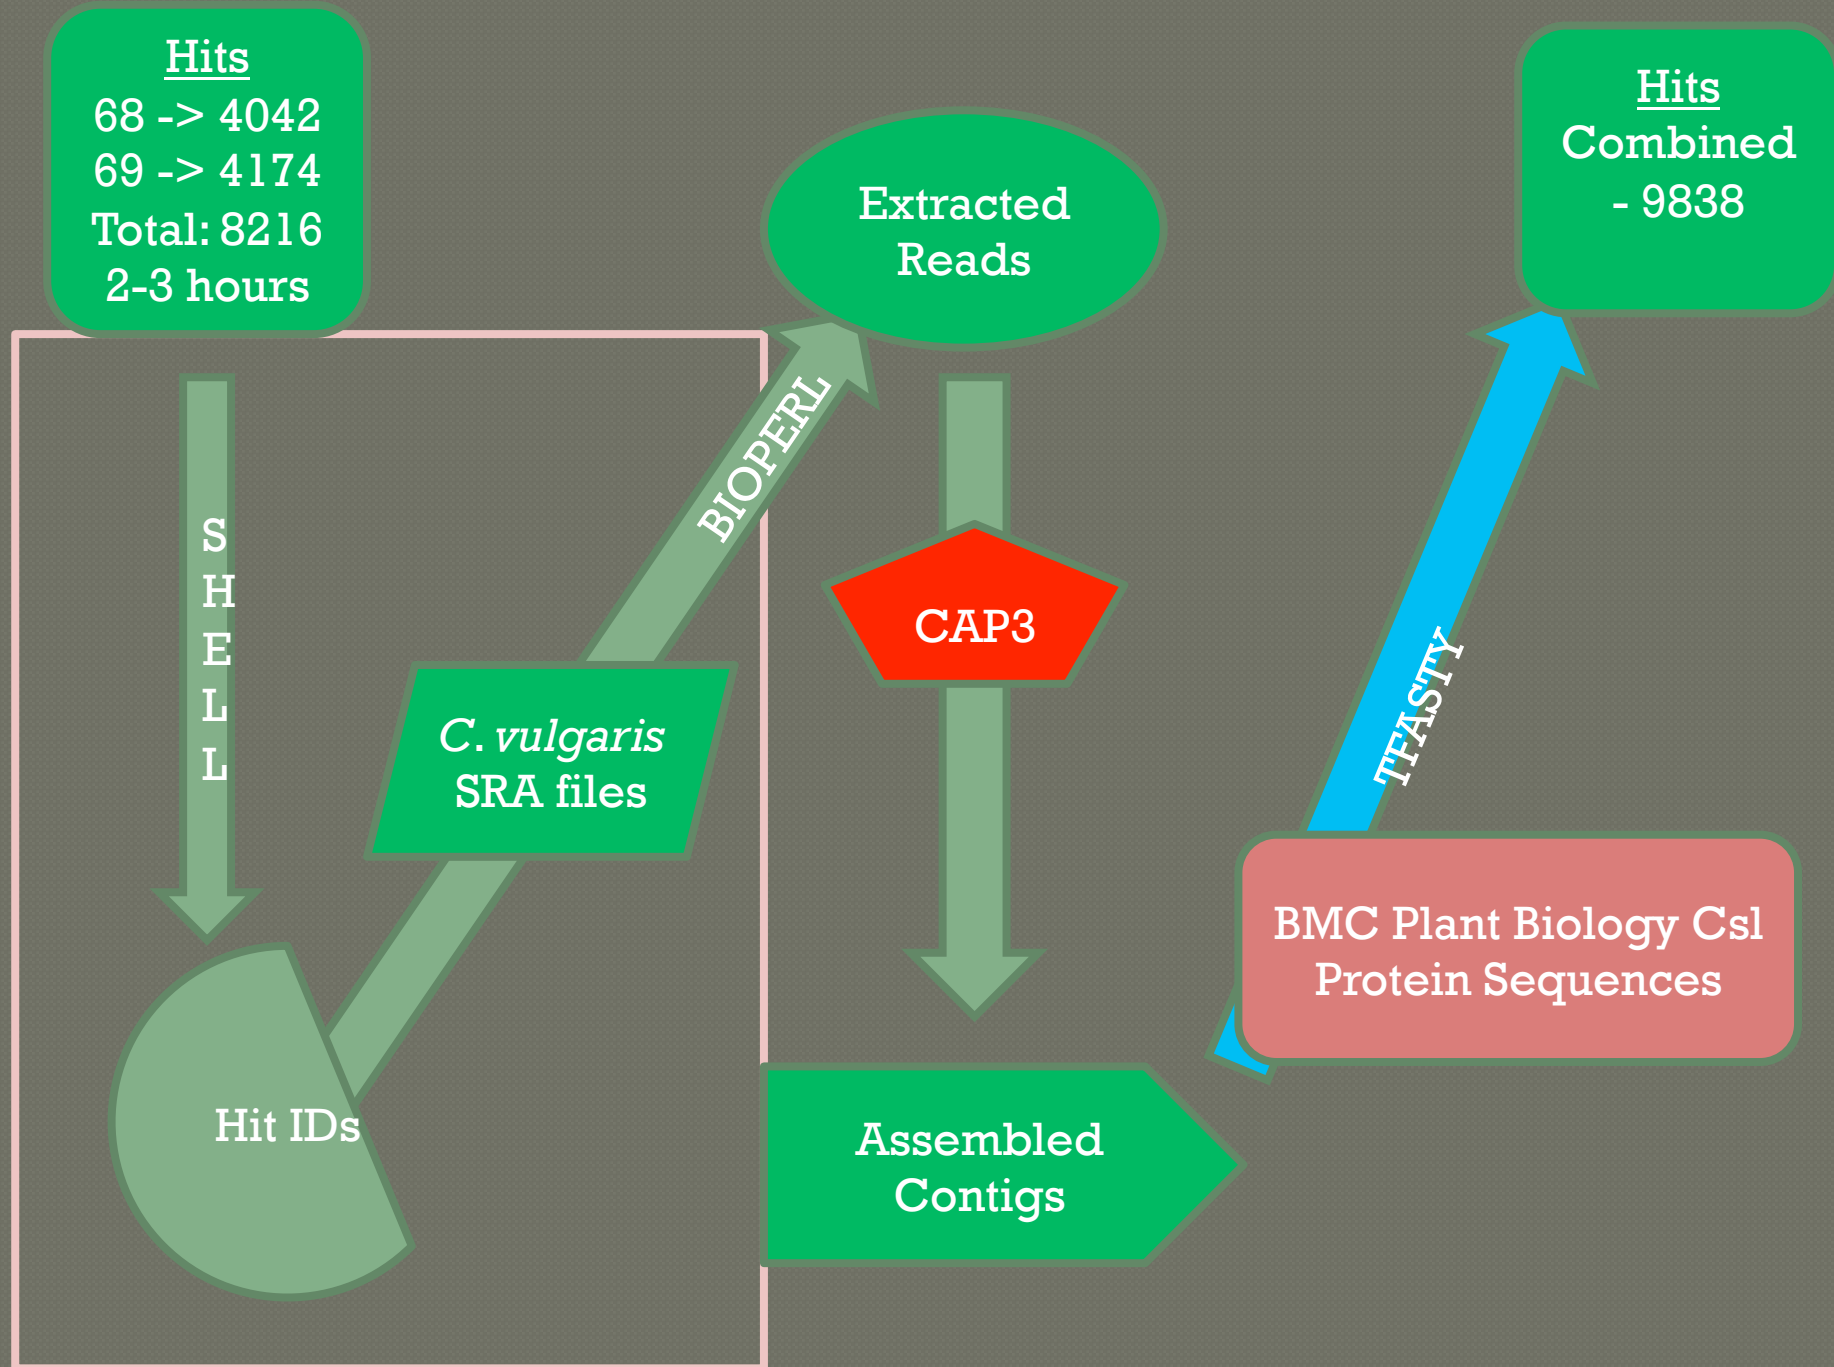 Hits
68 -> 4042
69 -> 4174
Total: 8216
2-3 hours
SHELL
Hit IDs
C. vulgaris
SRA files
BIOPERL
Extracted
Reads
CAP3
Assembled
Contigs
BMC Plant Biology Csl
Protein Sequences
TFASTY
Hits
Combined
- 9838